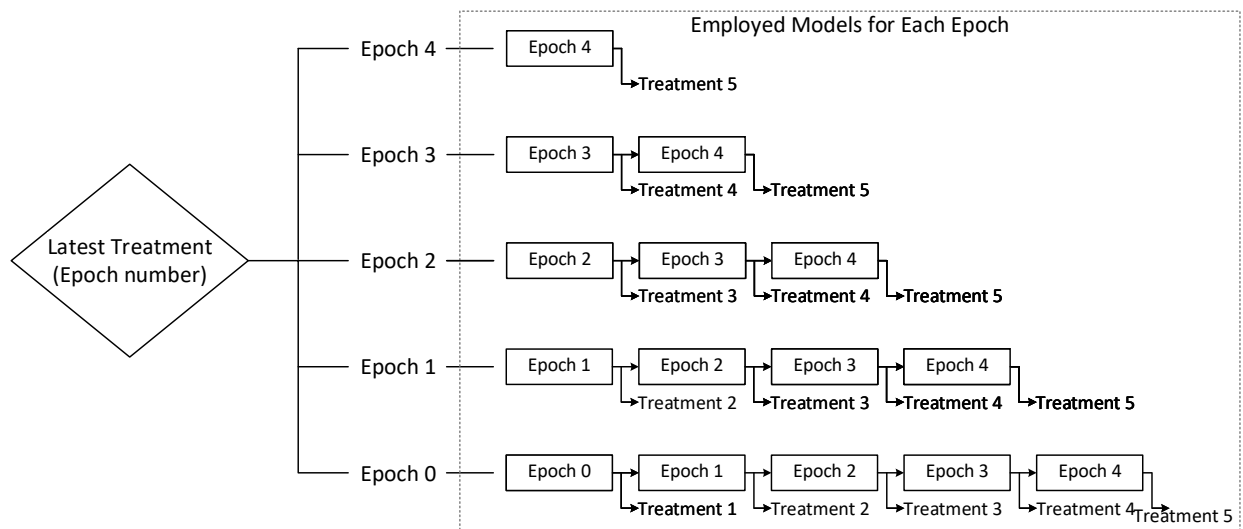 Employed Models for Each Epoch
Latest Treatment
(Epoch number)
Epoch 4
Epoch 4
Treatment 5
Epoch 3
Epoch 3
Epoch 4
Treatment 4
Treatment 5
Epoch 2
Epoch 2
Epoch 3
Epoch 4
Treatment 3
Treatment 4
Treatment 5
Epoch 1
Epoch 1
Epoch 2
Epoch 3
Epoch 4
Treatment 2
Treatment 3
Treatment 4
Treatment 5
Epoch 0
Epoch 0
Epoch 1
Epoch 2
Epoch 3
Epoch 4
Treatment 1
Treatment 2
Treatment 3
Treatment 4
Treatment 5